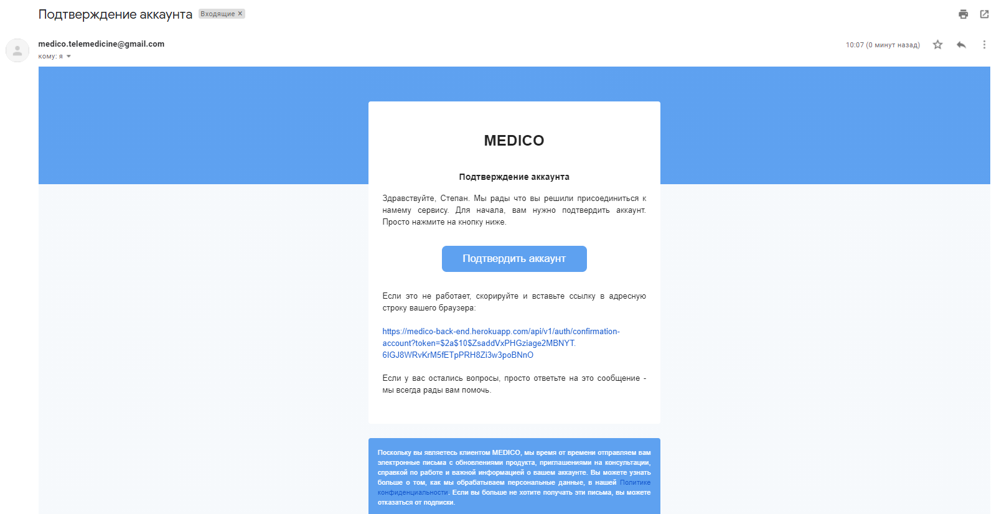 Подтверждение аккаунта Входящие ×
medico.telemedicine@gmail.com 10:07 (0 минут назад)
кому: я
MEDICO
Подтверждение аккаунта
Здравствуйте, Степан. Мы рады что вы решили присоединиться к
намему сервису. Для начала, вам нужно подтвердить аккаунт.
Просто нажмите на кнопку ниже.
Подтвердить аккаунт
Если это не работает, скорируйте и вставьте ссылку в адресную
строку вашего браузера:
https://medico-back-end.herokuapp.com/api/v1/auth/confirmation-
account?token=$2a$10$ZsaddVxPHGziage2MBNYT.
6IGJ8WRvKrM5fETpPRH8Zi3w3poBNnO
Если у вас остались вопросы, просто ответьте на это сообщение -
мы всегда рады вам помочь.
Поскольку вы являетесь клиентом MEDICO, мы время от времени отправляем вам
электронные письма с обновлениями продукта, приглашениями на консультации,
справкой по работе и важной информацией о вашем аккаунте. Вы можете узнать
больше о том, как мы обрабатываем персональные данные, в нашей Политике
конфиденциальности. Если вы больше не хотите получать эти письма, вы можете
отказаться от подписки.